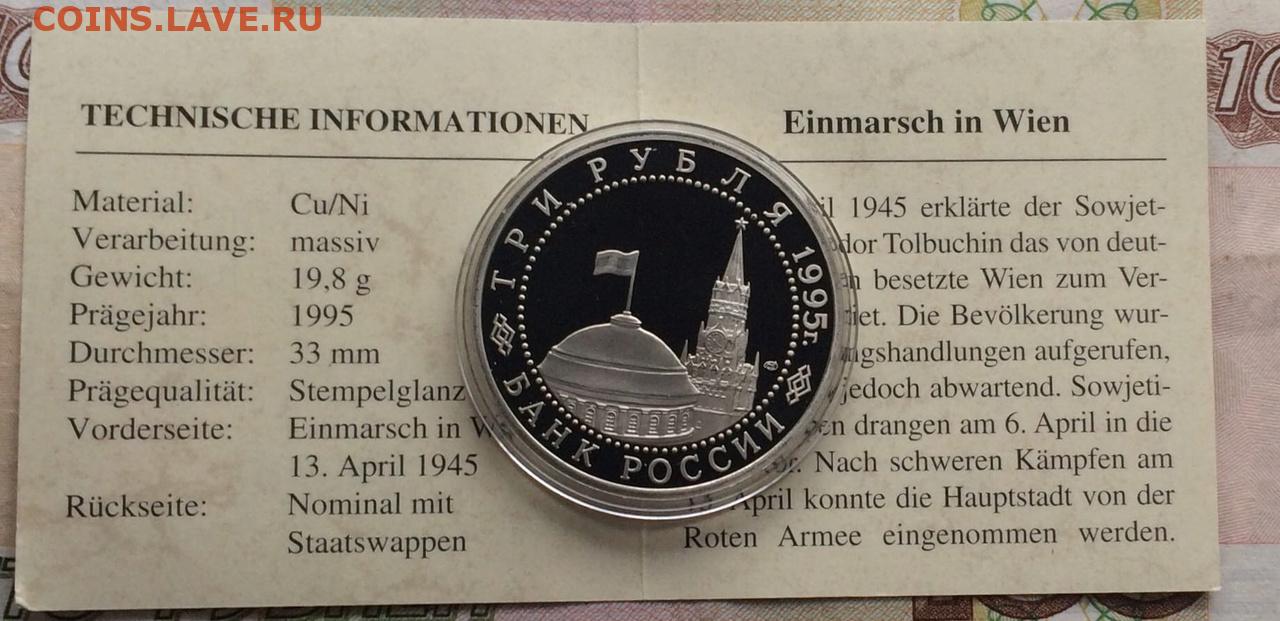 COINS.LAVE.RU
TECHNISCHE INFORMATIONEN
Material: Cu/Ni
Verarbeitung: massiv
Gewicht: 19,8 g
Prägejahr: 1995
Durchmesser: 33 mm
Prägequalität: Stempelglanz
Vorderseite: Einmarsch in
13. April 1945
Rückseite: Nominal mit
Staatswappen
ТРИ РУБЛЯ 1995г.
БАНК РОССИИ
Einmarsch in Wien
1945 erklärte der Sowjet-
Tolbuchin das von deut-
besetzte Wien zum Ver-
Die Bevölkerung wur-
aufgerufen,
jedoch abwartend. Sowjeti-
drangen am 6. April in die
Nach schweren Kämpfen am
April konnte die Hauptstadt von der
Roten Armee eingenommen werden.
10